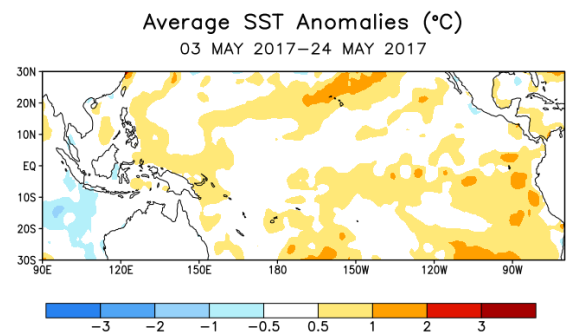 Average SST Anomalies (°C)
03 MAY 2017–24 MAY 2017
30N
20N
10N
EQ
10S
20S
30S
90E 120E 150E 180 150W 120W 90W
−3 −2 −1 −0.5 0.5 1 2 3